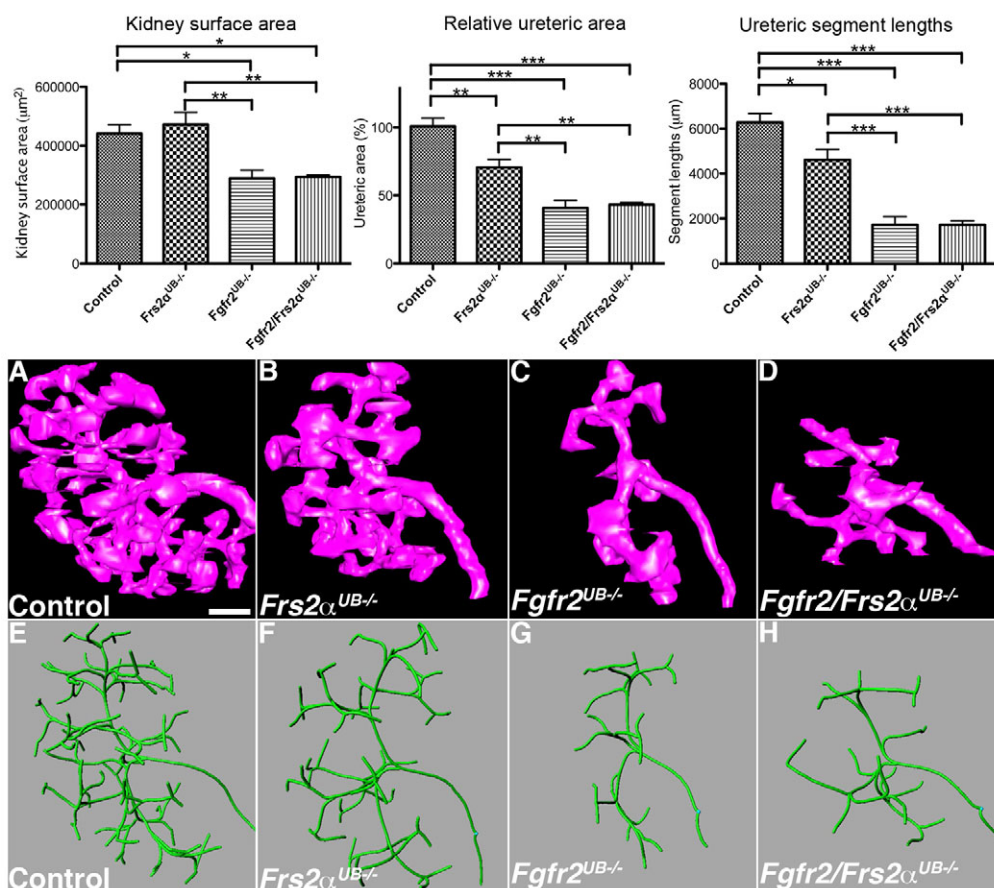 Kidney surface area
*
*
**
**
600000
400000
200000
0
Kidney surface area (μm²)
Control
Frs2α^UB-/-
Fgfr2^UB-/-
Fgfr2/Frs2α^UB-/-
Relative ureteric area
***
***
**
**
**
100
50
0
Ureteric area (%)
Control
Frs2α^UB-/-
Fgfr2^UB-/-
Fgfr2/Frs2α^UB-/-
Ureteric segment lengths
***
***
*
***
***
8000
6000
4000
2000
0
Segment lengths (μm)
Control
Frs2α^UB-/-
Fgfr2^UB-/-
Fgfr2/Frs2α^UB-/-
A
Control
B
Frs2α^UB-/-
C
Fgfr2^UB-/-
D
Fgfr2/Frs2α^UB-/-
E
Control
F
Frs2α^UB-/-
G
Fgfr2^UB-/-
H
Fgfr2/Frs2α^UB-/-